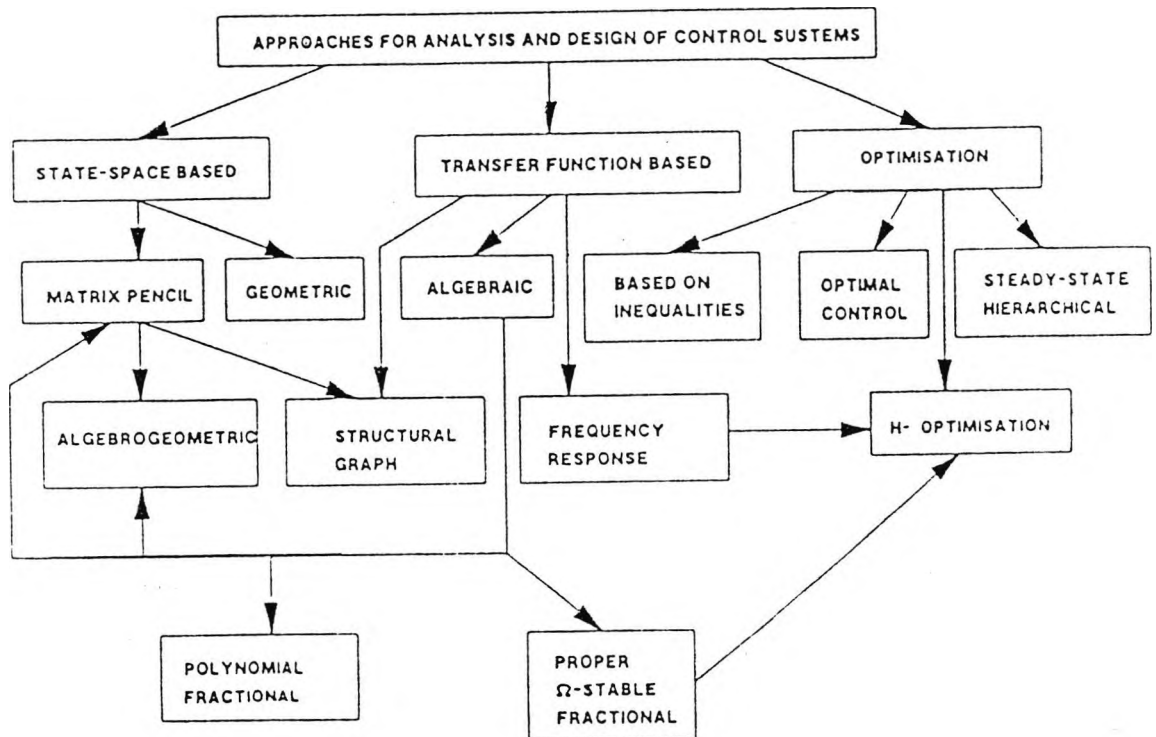 APPROACHES FOR ANALYSIS AND DESIGN OF CONTROL SUSTEMS
STATE-SPACE BASED
TRANSFER FUNCTION BASED
OPTIMISATION
MATRIX PENCIL
GEOMETRIC
ALGEBRAIC
BASED ON
INEQUALITIES
OPTIMAL
CONTROL
STEADY-STATE
HIERARCHICAL
ALGEBROGEOMETRIC
STRUCTURAL
GRAPH
FREQUENCY
RESPONSE
H- OPTIMISATION
POLYNOMIAL
FRACTIONAL
PROPER
Ω-STABLE
FRACTIONAL